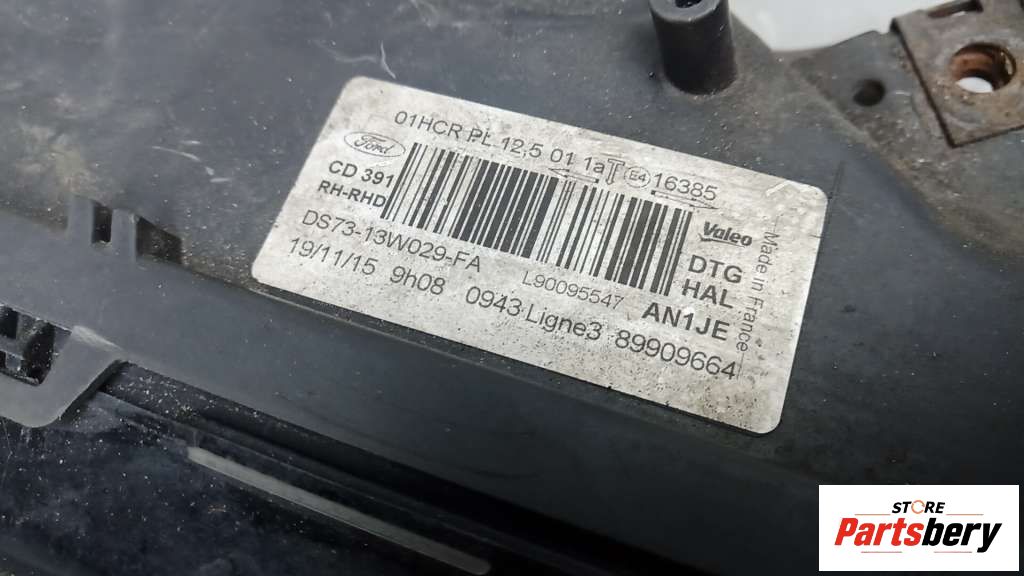 01HCR PL 12,5 01 1a E4 16385
Ford
CD 391
RH-RHD
Valeo
DS73-13W029-FA
L90095547
DTG
HAL
19/11/15 9h08 0943 Ligne3 89909664
AN1JE
-Made in France-
STORE
Partsbery